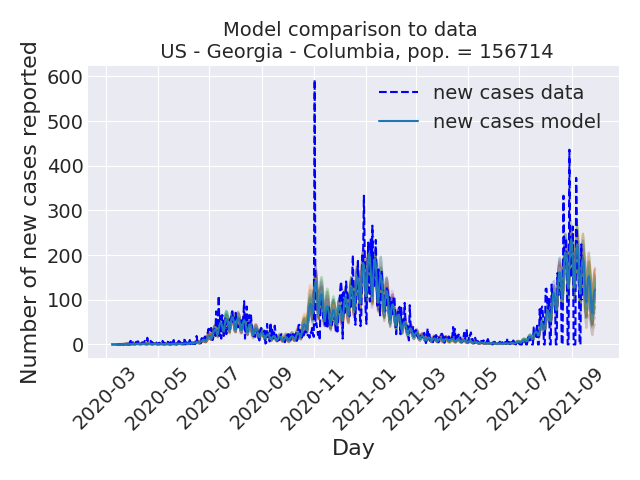 Model comparison to data
US - Georgia - Columbia, pop. = 156714
Number of new cases reported
600
500
400
300
200
100
0
new cases data
new cases model
2020-03
2020-05
2020-07
2020-09
2020-11
2021-01
2021-03
2021-05
2021-07
2021-09
Day